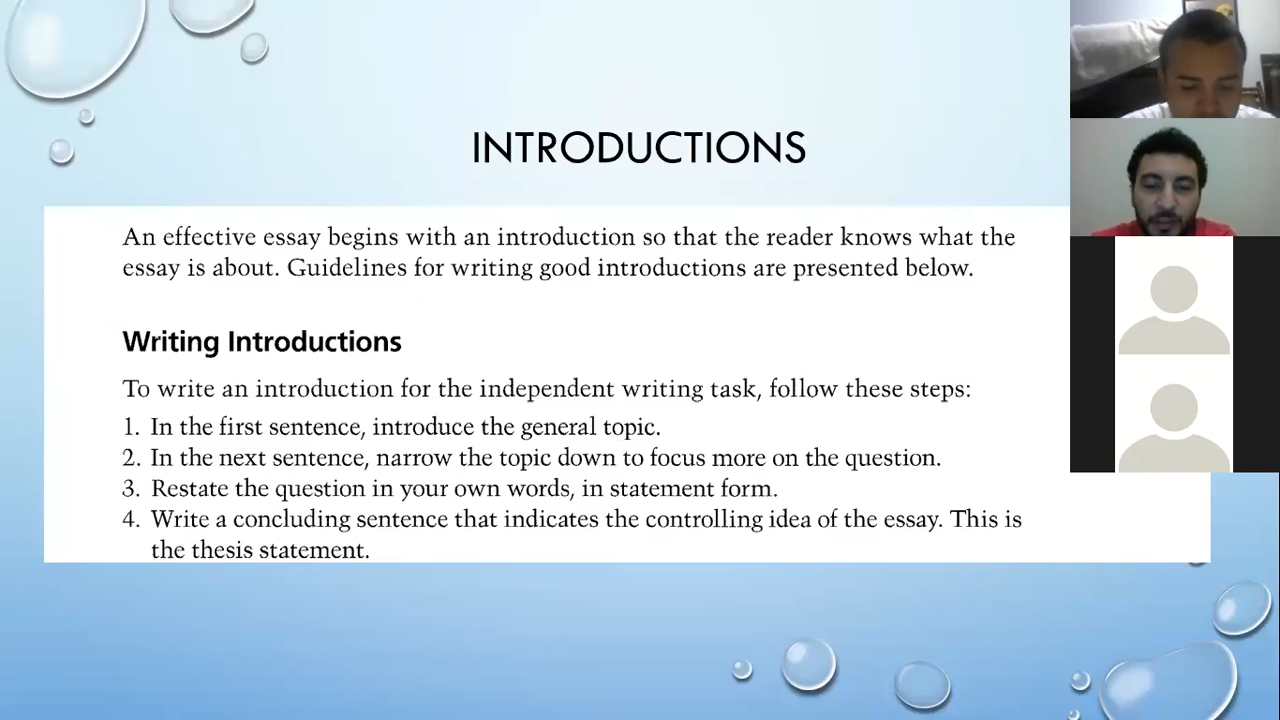 INTRODUCTIONS
An effective essay begins with an introduction so that the reader knows what the
essay is about. Guidelines for writing good introductions are presented below.
Writing Introductions
To write an introduction for the independent writing task, follow these steps:
1. In the first sentence, introduce the general topic.
2. In the next sentence, narrow the topic down to focus more on the question.
3. Restate the question in your own words, in statement form.
4. Write a concluding sentence that indicates the controlling idea of the essay. This is
the thesis statement.